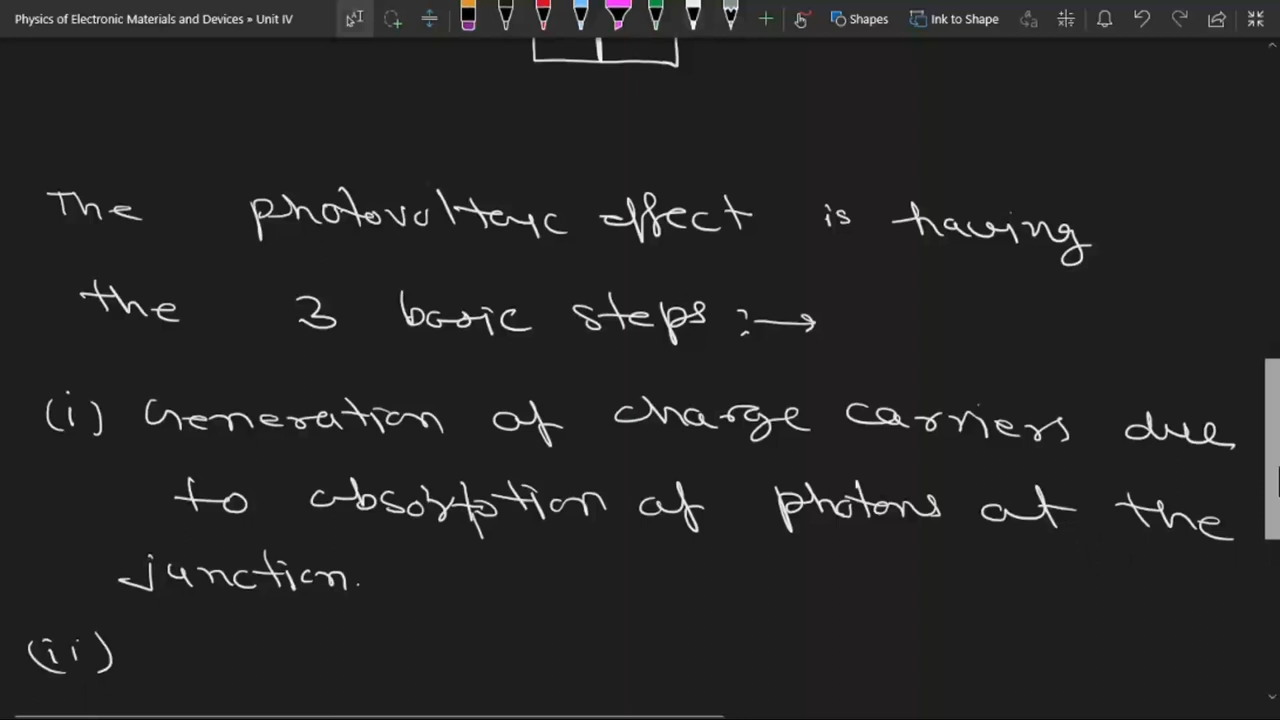 Physics of Electronic Materials and Devices » Unit IV
Shapes
Ink to Shape
The photovoltaic effect is having
the 3 basic steps :→
(i) Generation of charge carriers due
to absorption of photons at the
junction.
(ii)